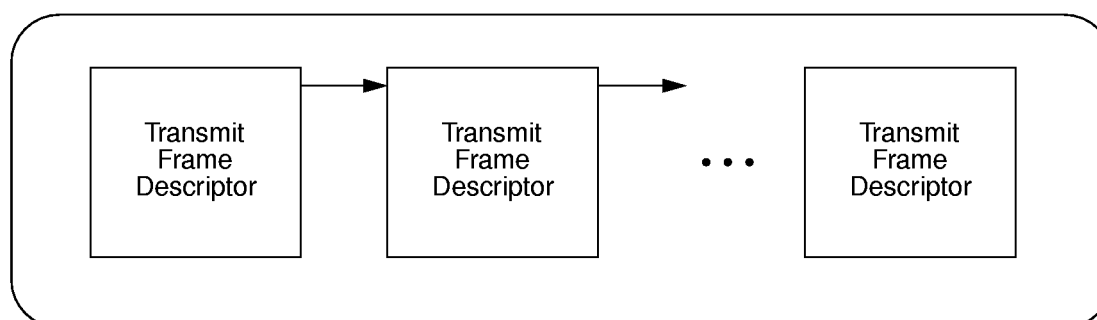 Transmit
Frame
Descriptor
Transmit
Frame
Descriptor
• • •
Transmit
Frame
Descriptor